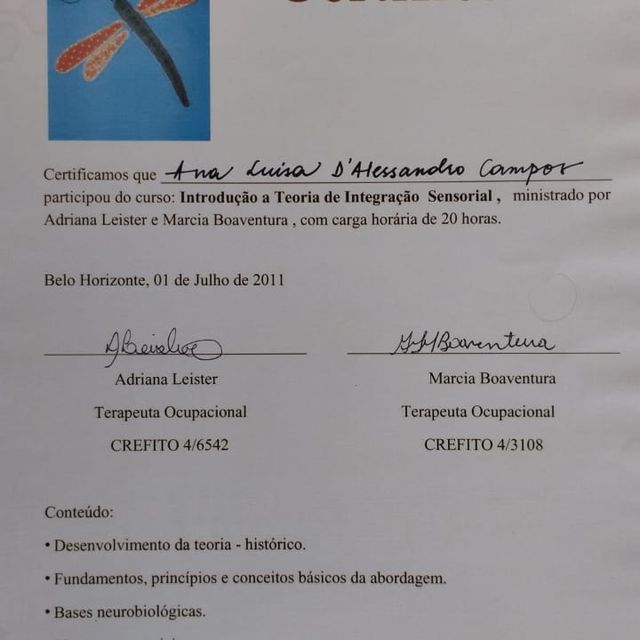 Certificamos que Ana Luisa D'Alessandro Campos
participou do curso: Introdução a Teoria de Integração Sensorial , ministrado por
Adriana Leister e Marcia Boaventura , com carga horária de 20 horas.
Belo Horizonte, 01 de Julho de 2011
Adriana Leister
Marcia Boaventura
Terapeuta Ocupacional
Terapeuta Ocupacional
CREFITO 4/6542
CREFITO 4/3108
Conteúdo:
• Desenvolvimento da teoria - histórico.
• Fundamentos, princípios e conceitos básicos da abordagem.
• Bases neurobiológicas.